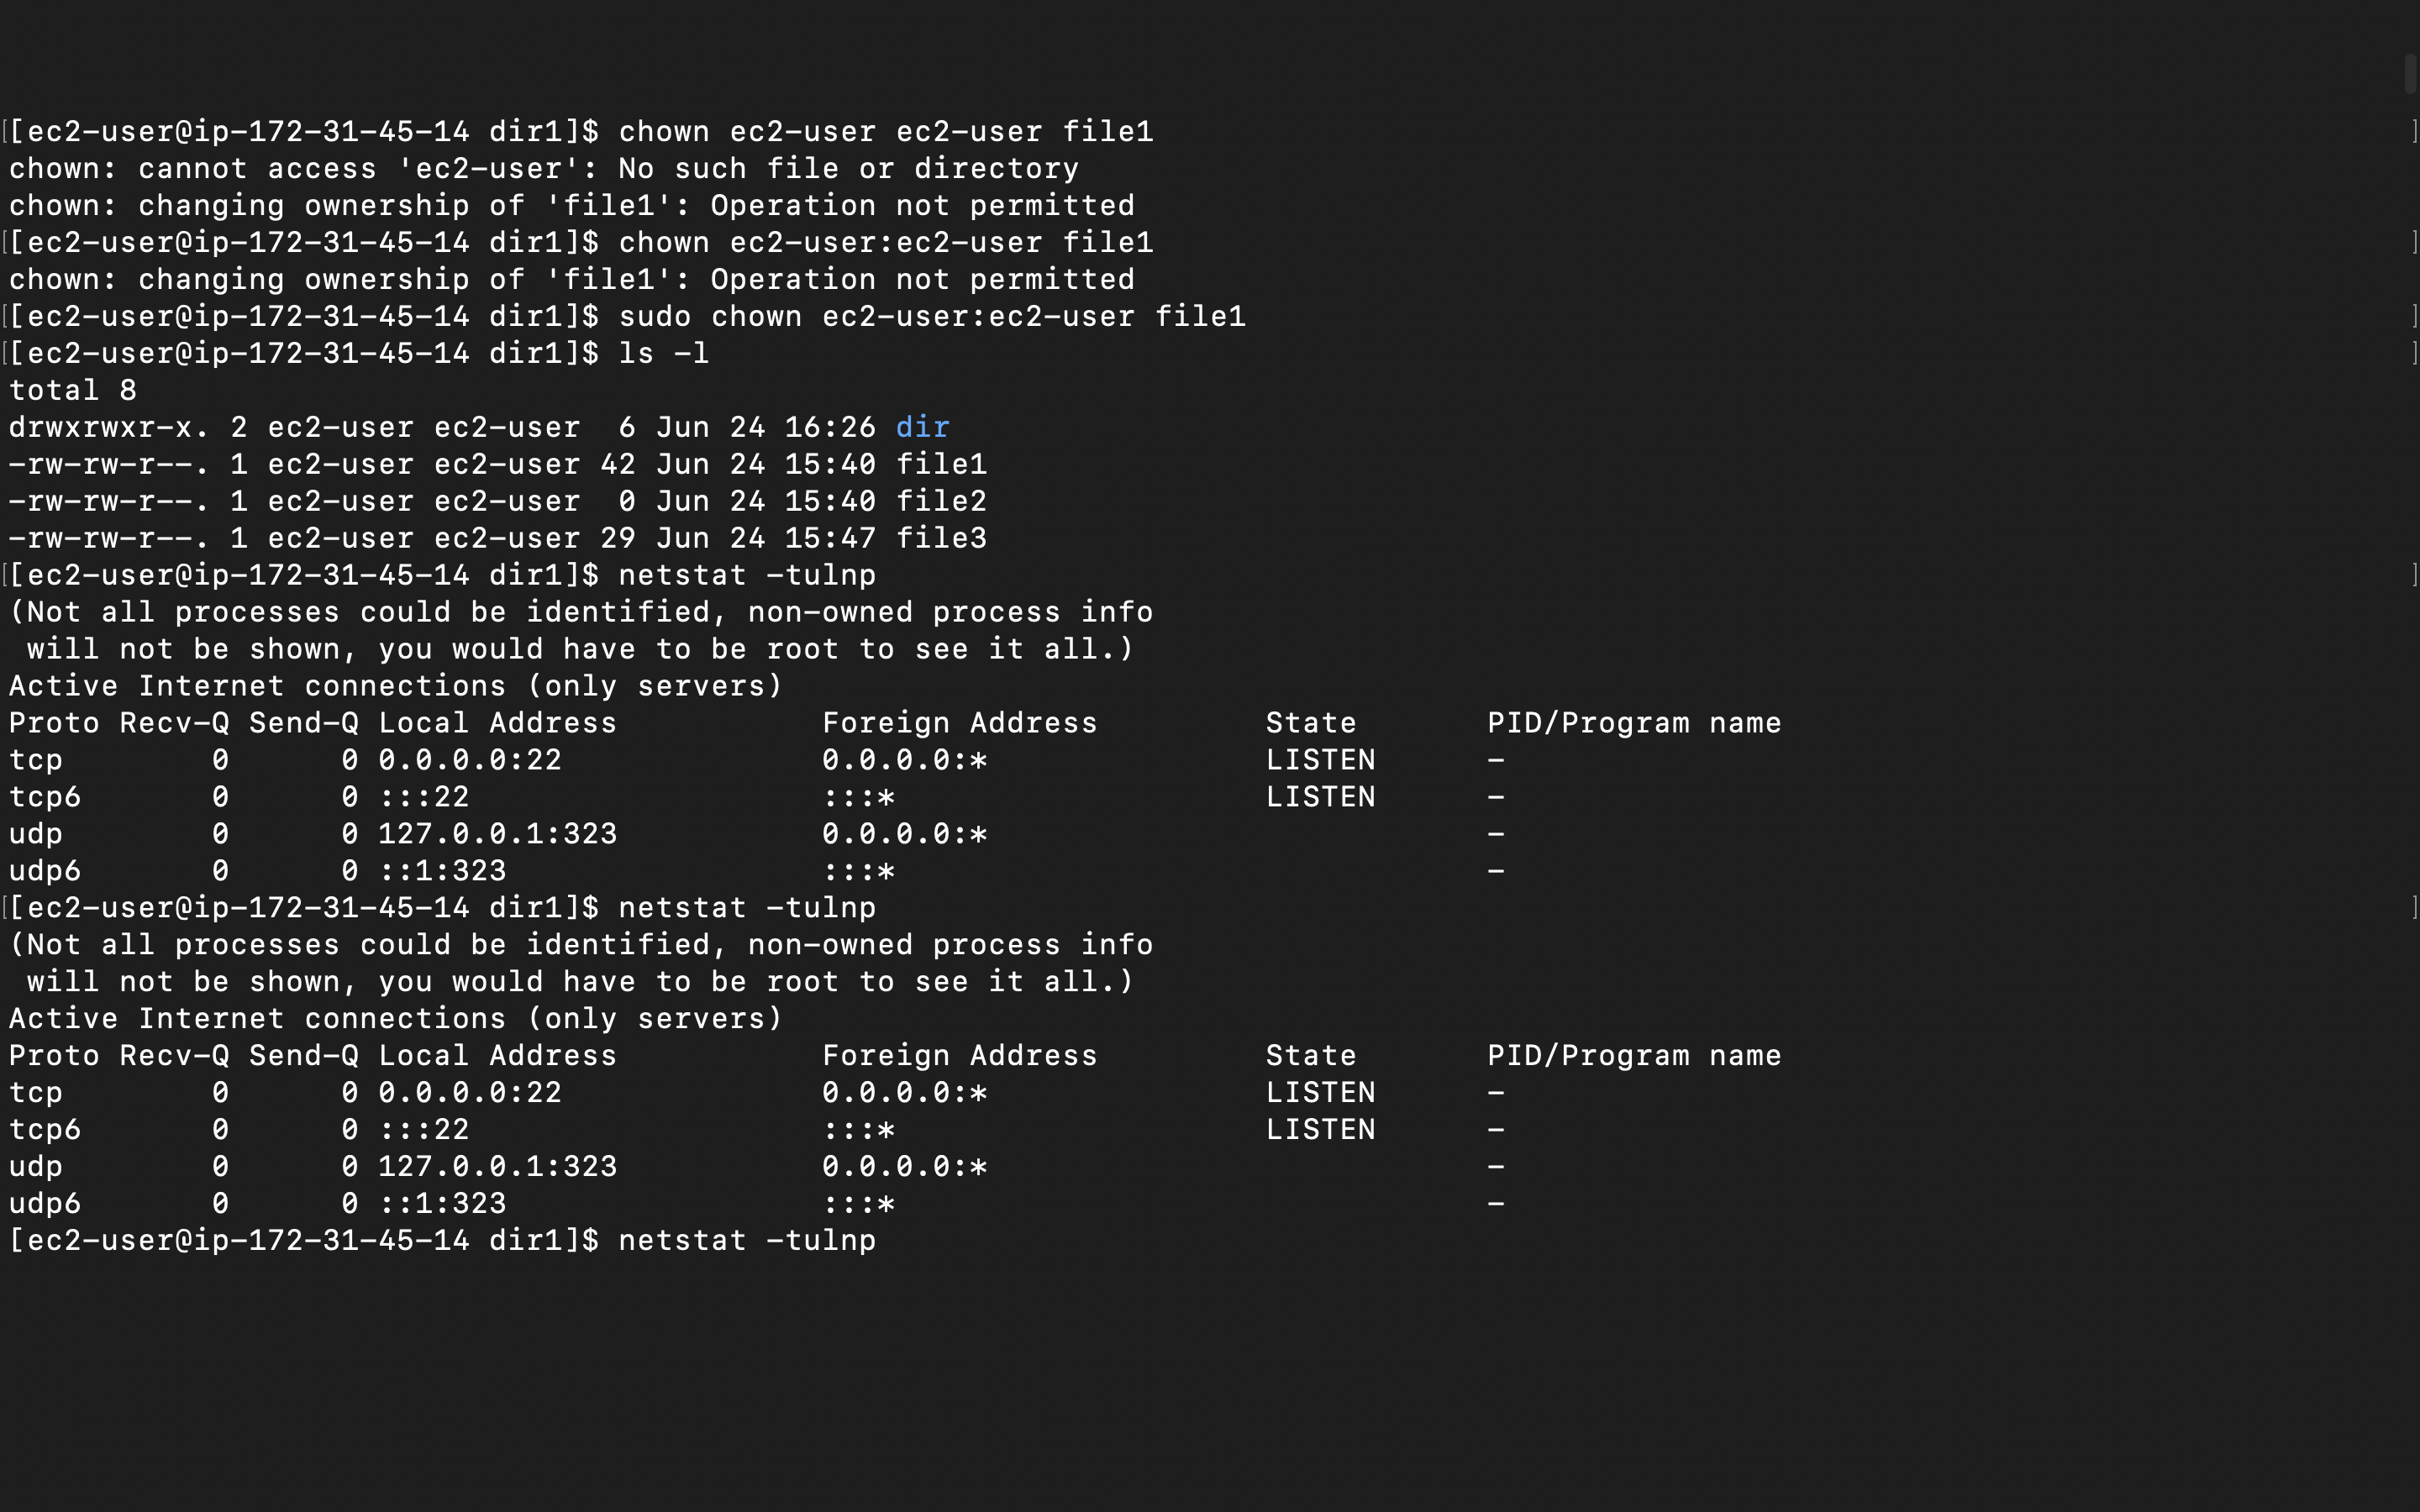 [[ec2-user@ip-172-31-45-14 dir1]$ chown ec2-user ec2-user file1 ]
chown: cannot access 'ec2-user': No such file or directory
chown: changing ownership of 'file1': Operation not permitted
[[ec2-user@ip-172-31-45-14 dir1]$ chown ec2-user:ec2-user file1 ]
chown: changing ownership of 'file1': Operation not permitted
[[ec2-user@ip-172-31-45-14 dir1]$ sudo chown ec2-user:ec2-user file1 ]
[[ec2-user@ip-172-31-45-14 dir1]$ ls -l ]
total 8
drwxrwxr-x. 2 ec2-user ec2-user  6 Jun 24 16:26 dir
-rw-rw-r--. 1 ec2-user ec2-user 42 Jun 24 15:40 file1
-rw-rw-r--. 1 ec2-user ec2-user  0 Jun 24 15:40 file2
-rw-rw-r--. 1 ec2-user ec2-user 29 Jun 24 15:47 file3
[[ec2-user@ip-172-31-45-14 dir1]$ netstat -tulnp ]
(Not all processes could be identified, non-owned process info
 will not be shown, you would have to be root to see it all.)
Active Internet connections (only servers)
Proto Recv-Q Send-Q Local Address           Foreign Address         State       PID/Program name
tcp        0      0 0.0.0.0:22              0.0.0.0:*               LISTEN      -
tcp6       0      0 :::22                   :::*                    LISTEN      -
udp        0      0 127.0.0.1:323           0.0.0.0:*                           -
udp6       0      0 ::1:323                 :::*                                -
[[ec2-user@ip-172-31-45-14 dir1]$ netstat -tulnp ]
(Not all processes could be identified, non-owned process info
 will not be shown, you would have to be root to see it all.)
Active Internet connections (only servers)
Proto Recv-Q Send-Q Local Address           Foreign Address         State       PID/Program name
tcp        0      0 0.0.0.0:22              0.0.0.0:*               LISTEN      -
tcp6       0      0 :::22                   :::*                    LISTEN      -
udp        0      0 127.0.0.1:323           0.0.0.0:*                           -
udp6       0      0 ::1:323                 :::*                                -
[ec2-user@ip-172-31-45-14 dir1]$ netstat -tulnp